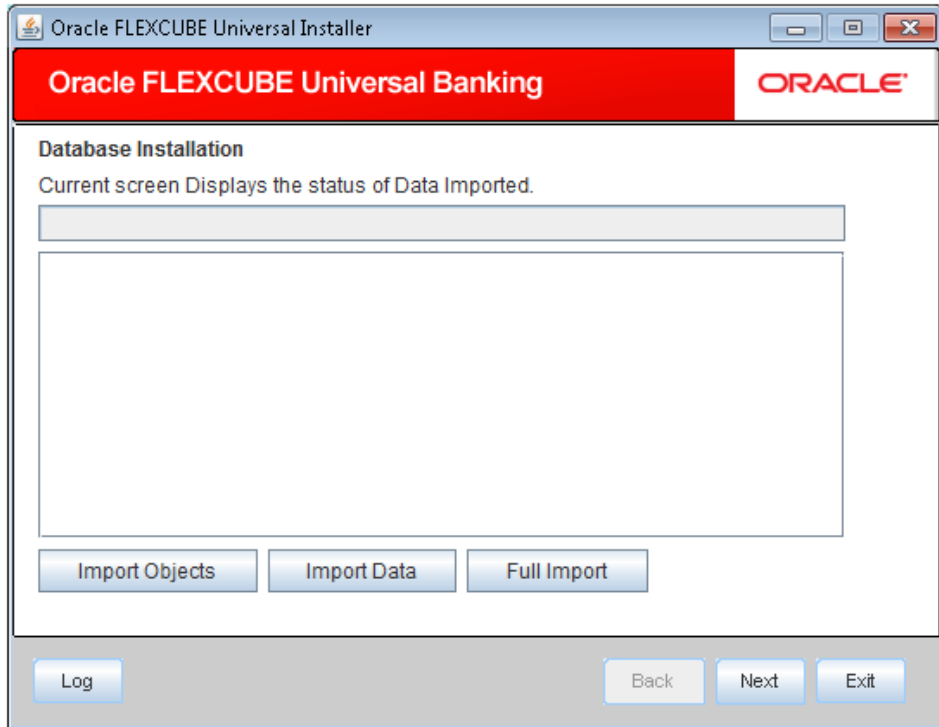 Oracle FLEXCUBE Universal Installer
Oracle FLEXCUBE Universal Banking
ORACLE
Database Installation
Current screen Displays the status of Data Imported.
Import Objects Import Data Full Import
Log Back Next Exit